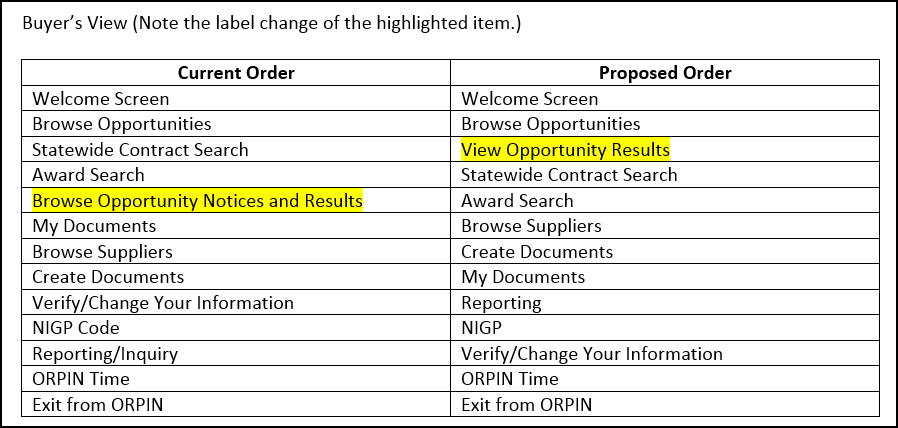 Buyer’s View (Note the label change of the highlighted item.)
Current Order Proposed Order
Welcome Screen Welcome Screen
Browse Opportunities Browse Opportunities
Statewide Contract Search View Opportunity Results
Award Search Statewide Contract Search
Browse Opportunity Notices and Results Award Search
My Documents Browse Suppliers
Browse Suppliers Create Documents
Create Documents My Documents
Verify/Change Your Information Reporting
NIGP Code NIGP
Reporting/Inquiry Verify/Change Your Information
ORPIN Time ORPIN Time
Exit from ORPIN Exit from ORPIN